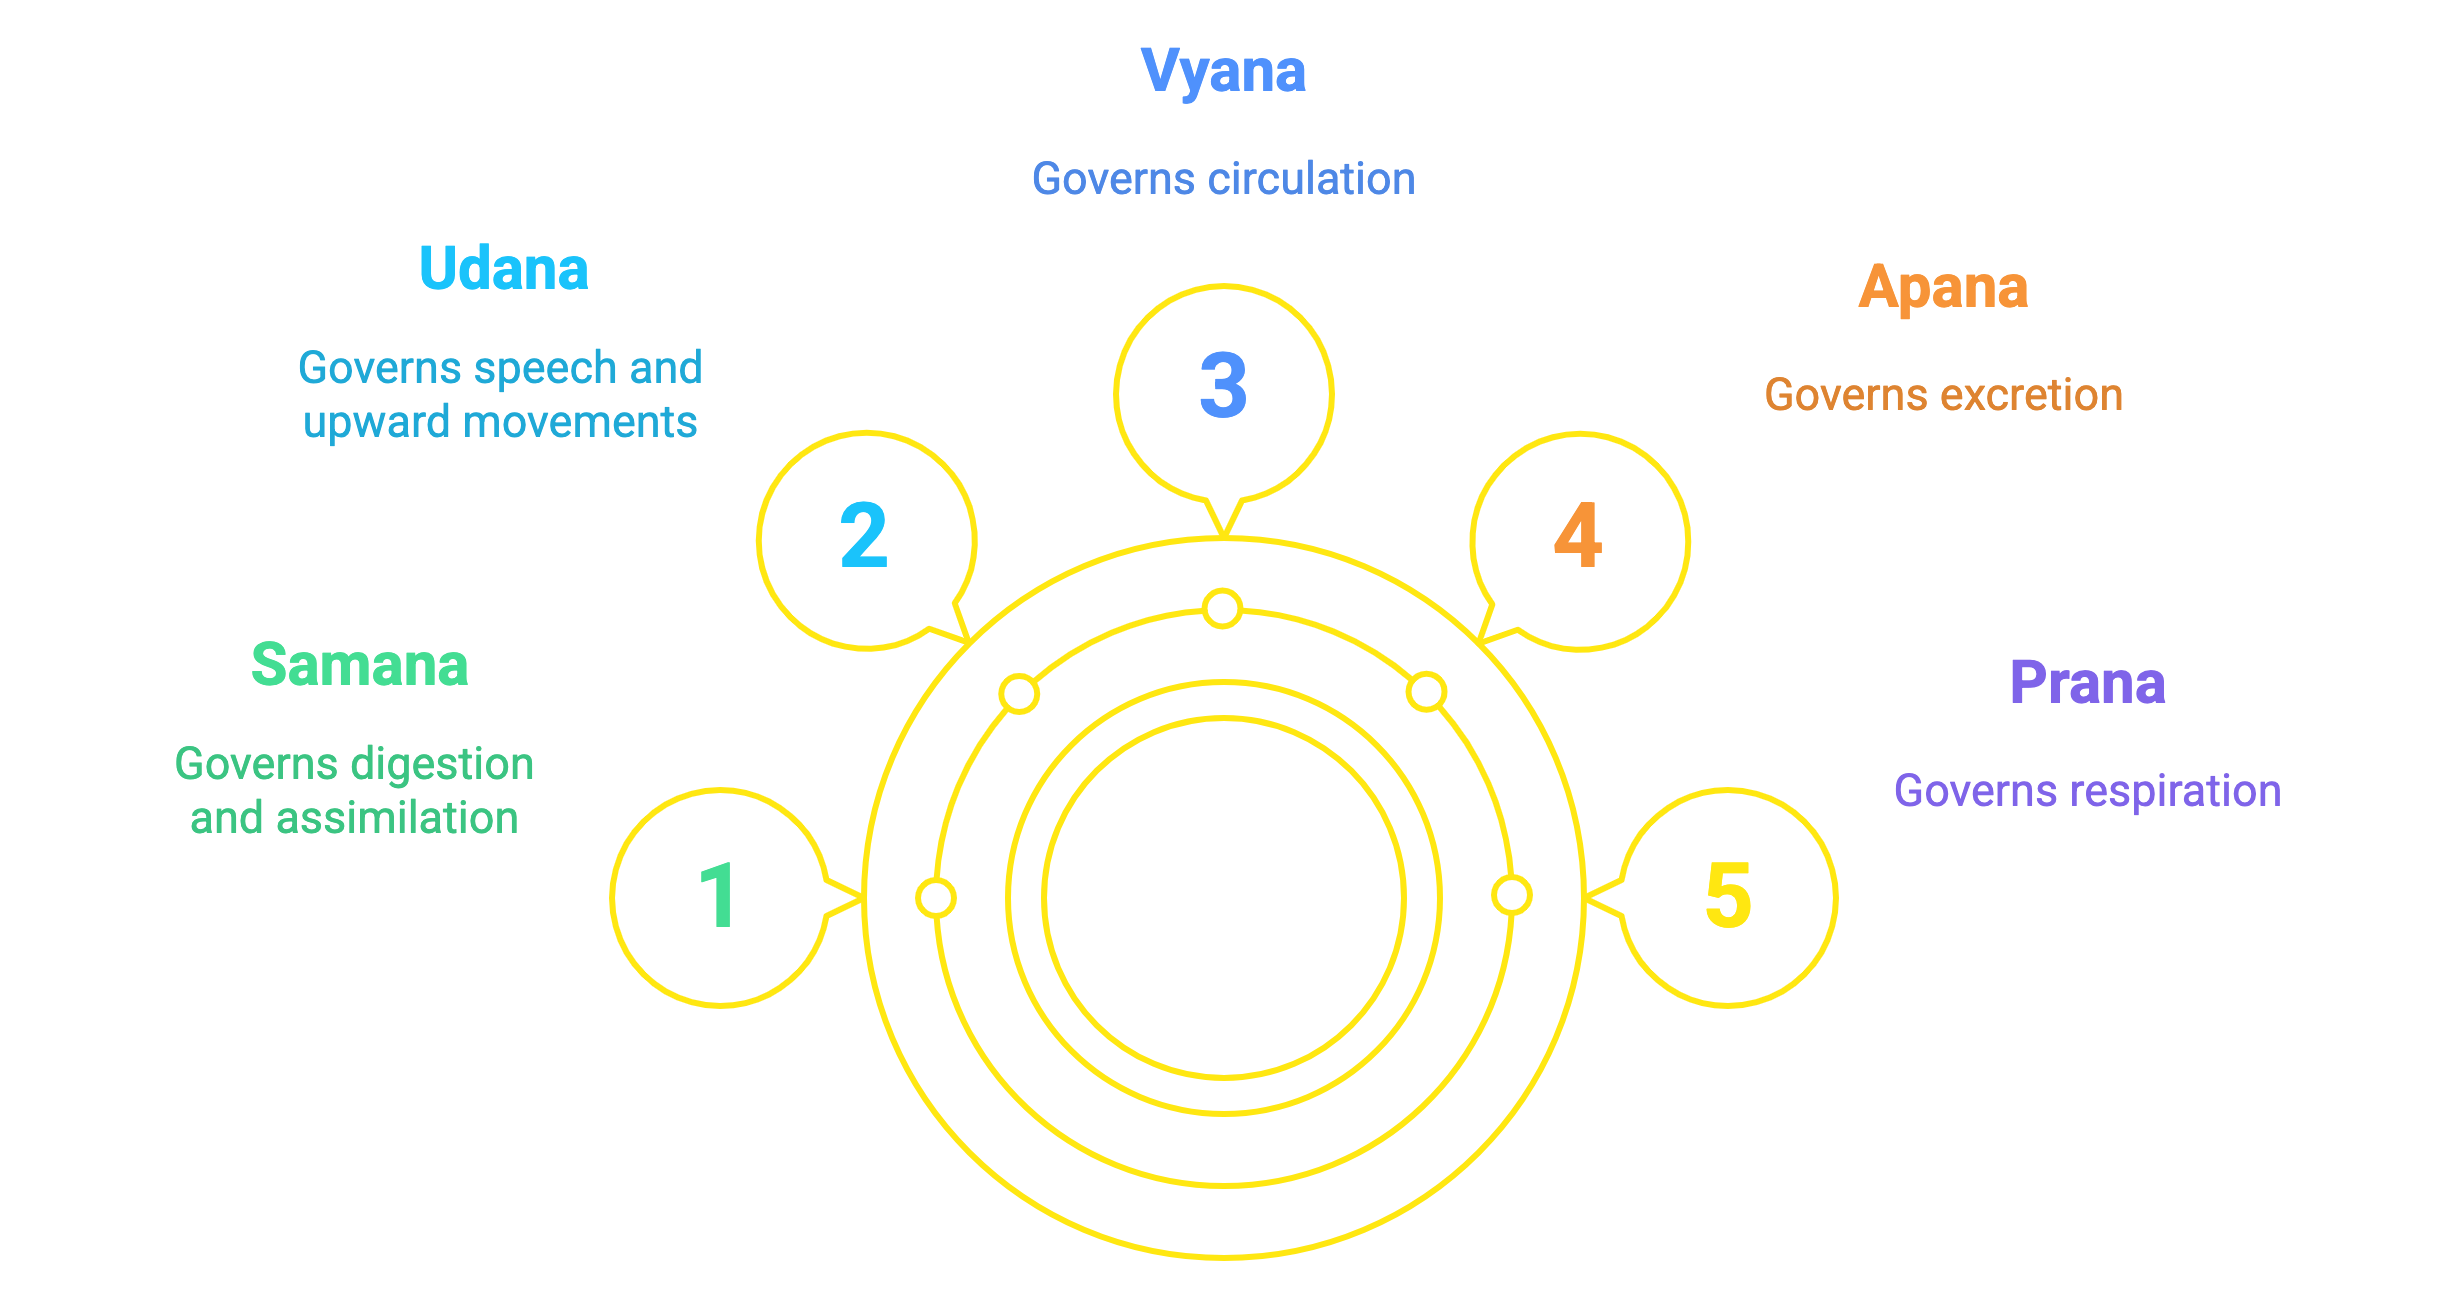 Vyana
Governs circulation
Udana
Governs speech and
upward movements
Apana
Governs excretion
3
2
4
Samana
Governs digestion
and assimilation
Prana
Governs respiration
1
5